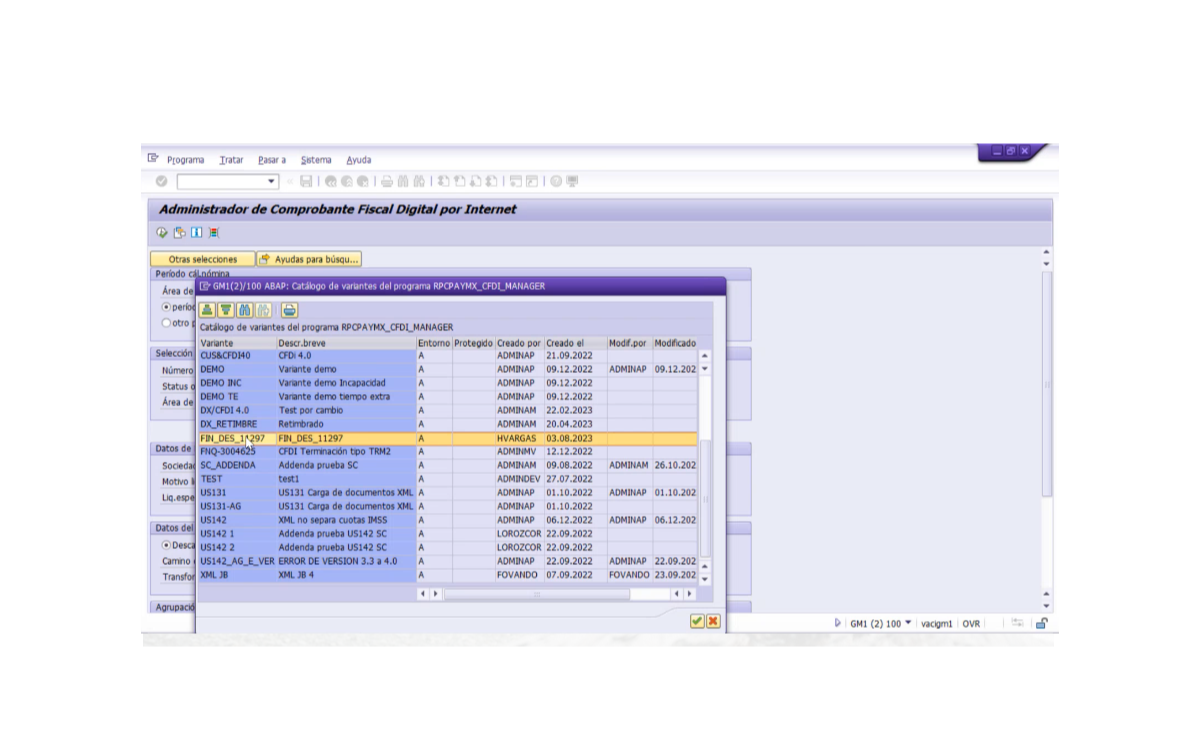 Programa Tratar Pasar a Sistema Ayuda
Administrador de Comprobante Fiscal Digital por Internet
Otras selecciones Ayudas para búsqu...
Período cál.nómina
Área de
períod
otro p
Selección
Número
Status o
Área de
Datos de
Sociedad
Motivo li
Liq.espe
Datos del
Desca
Camino
Transfor
Agrupació
GM1(2)/100 ABAP: Catálogo de variantes del programa RPCPAYMX_CFDI_MANAGER
Catálogo de variantes del programa RPCPAYMX_CFDI_MANAGER
Variante Descr.breve Entorno Protegido Creado por Creado el Modif.por Modificado
CUS&CFDI40 CFDi 4.0 A ADMINAP 21.09.2022
DEMO Variante demo A ADMINAP 09.12.2022 ADMINAP 09.12.202
DEMO INC Variante demo Incapacidad A ADMINAP 09.12.2022
DEMO TE Variante demo tiempo extra A ADMINAP 09.12.2022
DX/CFDI 4.0 Test por cambio A ADMINAM 22.02.2023
DX_RETIMBRE Retimbrado A ADMINAM 20.04.2023
FIN_DES_11297 FIN_DES_11297 A HVARGAS 03.08.2023
FNQ-3004625 CFDI Terminación tipo TRM2 A ADMINMV 12.12.2022
SC_ADDENDA Addenda prueba SC A ADMINAM 09.08.2022 ADMINAM 26.10.202
TEST test1 A ADMINDEV 27.07.2022
US131 US131 Carga de documentos XML A ADMINAP 01.10.2022 ADMINAP 01.10.202
US131-AG US131 Carga de documentos XML A ADMINAP 01.10.2022
US142 XML no separa cuotas IMSS A ADMINAP 06.12.2022 ADMINAP 06.12.202
US142 1 Addenda prueba US142 SC A LOROZCOR 22.09.2022
US142 2 Addenda prueba US142 SC A LOROZCOR 22.09.2022
US142_AG_E_VER ERROR DE VERSION 3.3 a 4.0 A ADMINAP 22.09.2022 ADMINAP 22.09.202
XML JB XML JB 4 A FOVANDO 07.09.2022 FOVANDO 23.09.202
GM1 (2) 100 vacigm1 OVR